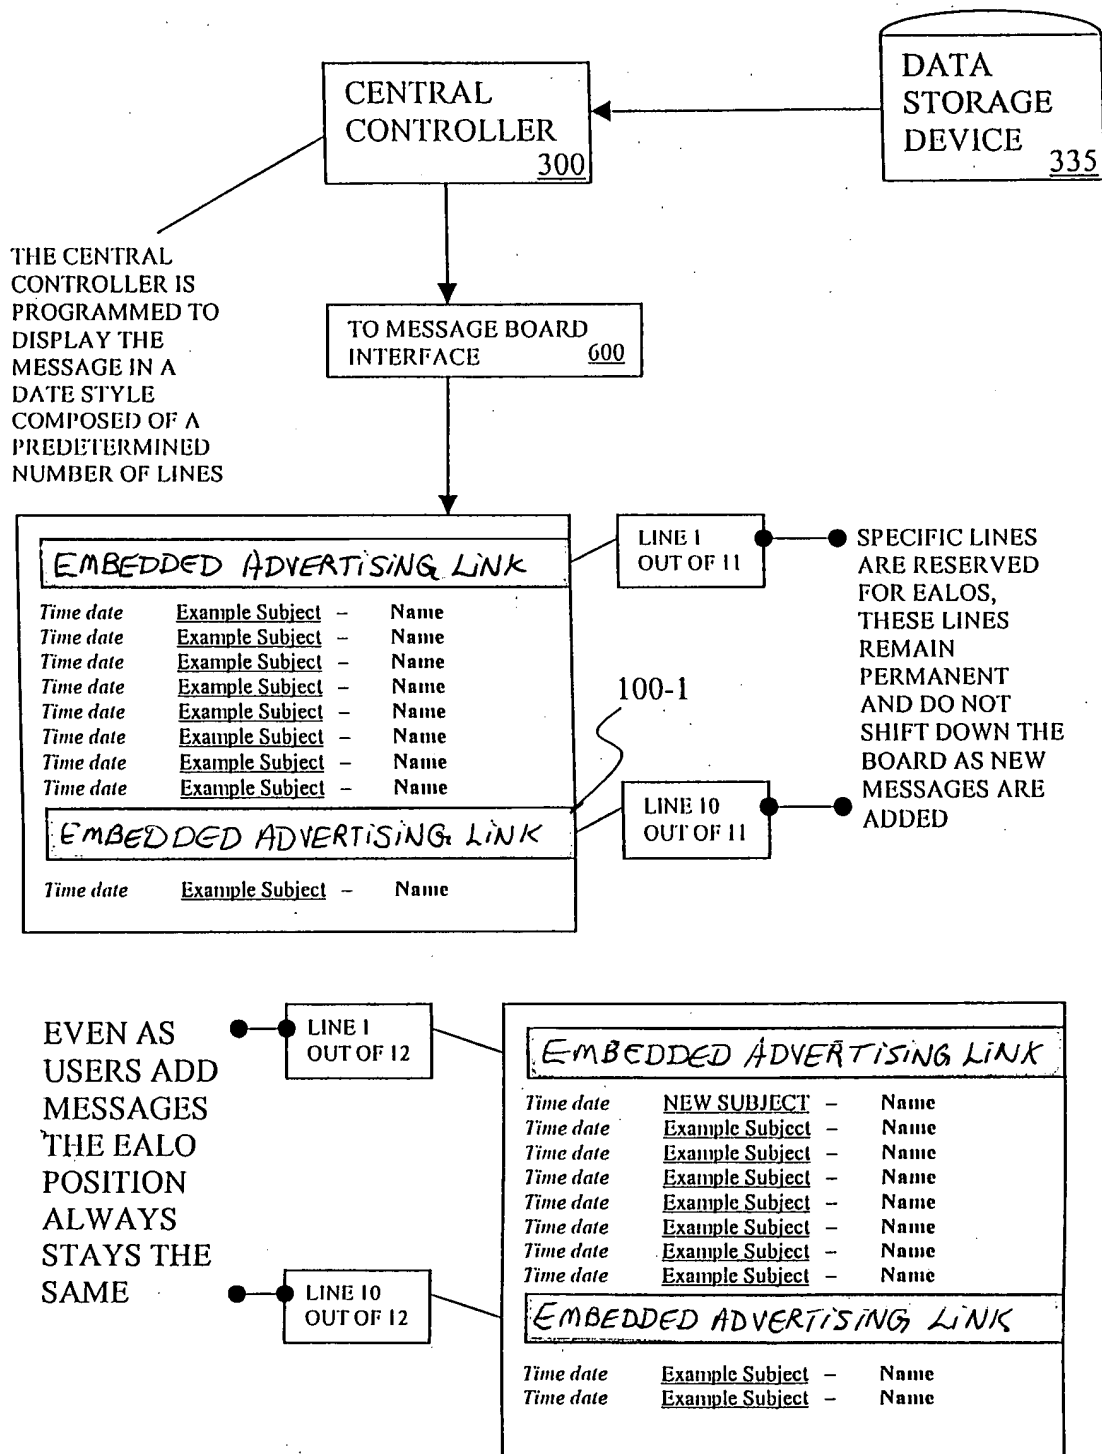 CENTRAL
CONTROLLER
300
DATA
STORAGE
DEVICE
335
THE CENTRAL
CONTROLLER IS
PROGRAMMED TO
DISPLAY THE
MESSAGE IN A
DATE STYLE
COMPOSED OF A
PREDETERMINED
NUMBER OF LINES
TO MESSAGE BOARD
INTERFACE 600
EMBEDDED ADVERTISING LINK
Time date Example Subject – Name
Time date Example Subject – Name
Time date Example Subject – Name
Time date Example Subject – Name
Time date Example Subject – Name
Time date Example Subject – Name
Time date Example Subject – Name
Time date Example Subject – Name
EMBEDDED ADVERTISING LINK
Time date Example Subject – Name
LINE 1
OUT OF 11
100-1
LINE 10
OUT OF 11
SPECIFIC LINES
ARE RESERVED
FOR EALOS,
THESE LINES
REMAIN
PERMANENT
AND DO NOT
SHIFT DOWN THE
BOARD AS NEW
MESSAGES ARE
ADDED
EVEN AS
USERS ADD
MESSAGES
THE EALO
POSITION
ALWAYS
STAYS THE
SAME
LINE 1
OUT OF 12
LINE 10
OUT OF 12
EMBEDDED ADVERTISING LINK
Time date NEW SUBJECT – Name
Time date Example Subject – Name
Time date Example Subject – Name
Time date Example Subject – Name
Time date Example Subject – Name
Time date Example Subject – Name
Time date Example Subject – Name
Time date Example Subject – Name
EMBEDDED ADVERTISING LINK
Time date Example Subject – Name
Time date Example Subject – Name